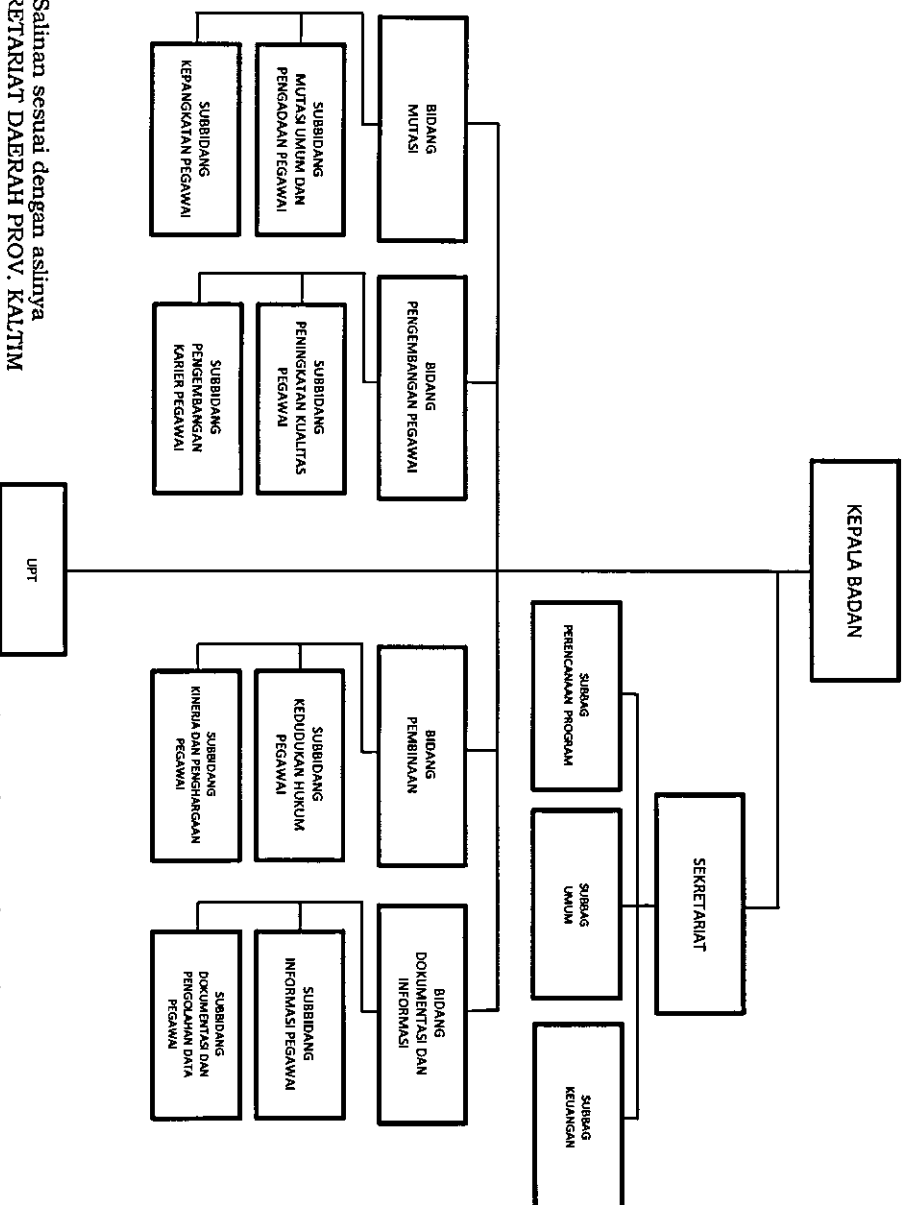 KEPALA BADAN
SEKRETARIAT
SUBBAG
PERENCANAAN PROGRAM
SUBBAG
UMUM
SUBBAG
KEUANGAN
BIDANG
MUTASI
BIDANG
PENGEMBANGAN PEGAWAI
BIDANG
PEMBINAAN
BIDANG
DOKUMENTASI DAN
INFORMASI
SUBBIDANG
MUTASI UMUM DAN
PENGADAAN PEGAWAI
SUBBIDANG
PENINGKATAN KUALITAS
PEGAWAI
SUBBIDANG
KEDUDUKAN HUKUM
PEGAWAI
SUBBIDANG
INFORMASI PEGAWAI
SUBBIDANG
KEPANGKATAN PEGAWAI
SUBBIDANG
PENGEMBANGAN
KARIER PEGAWAI
SUBBIDANG
KINERJA DAN PENGHARGAAN
PEGAWAI
SUBBIDANG
DOKUMENTASI DAN
PENGOLAHAN DATA
PEGAWAI
UPT
Salinan sesuai dengan aslinya
RETARIAT DAERAH PROV. KALTIM